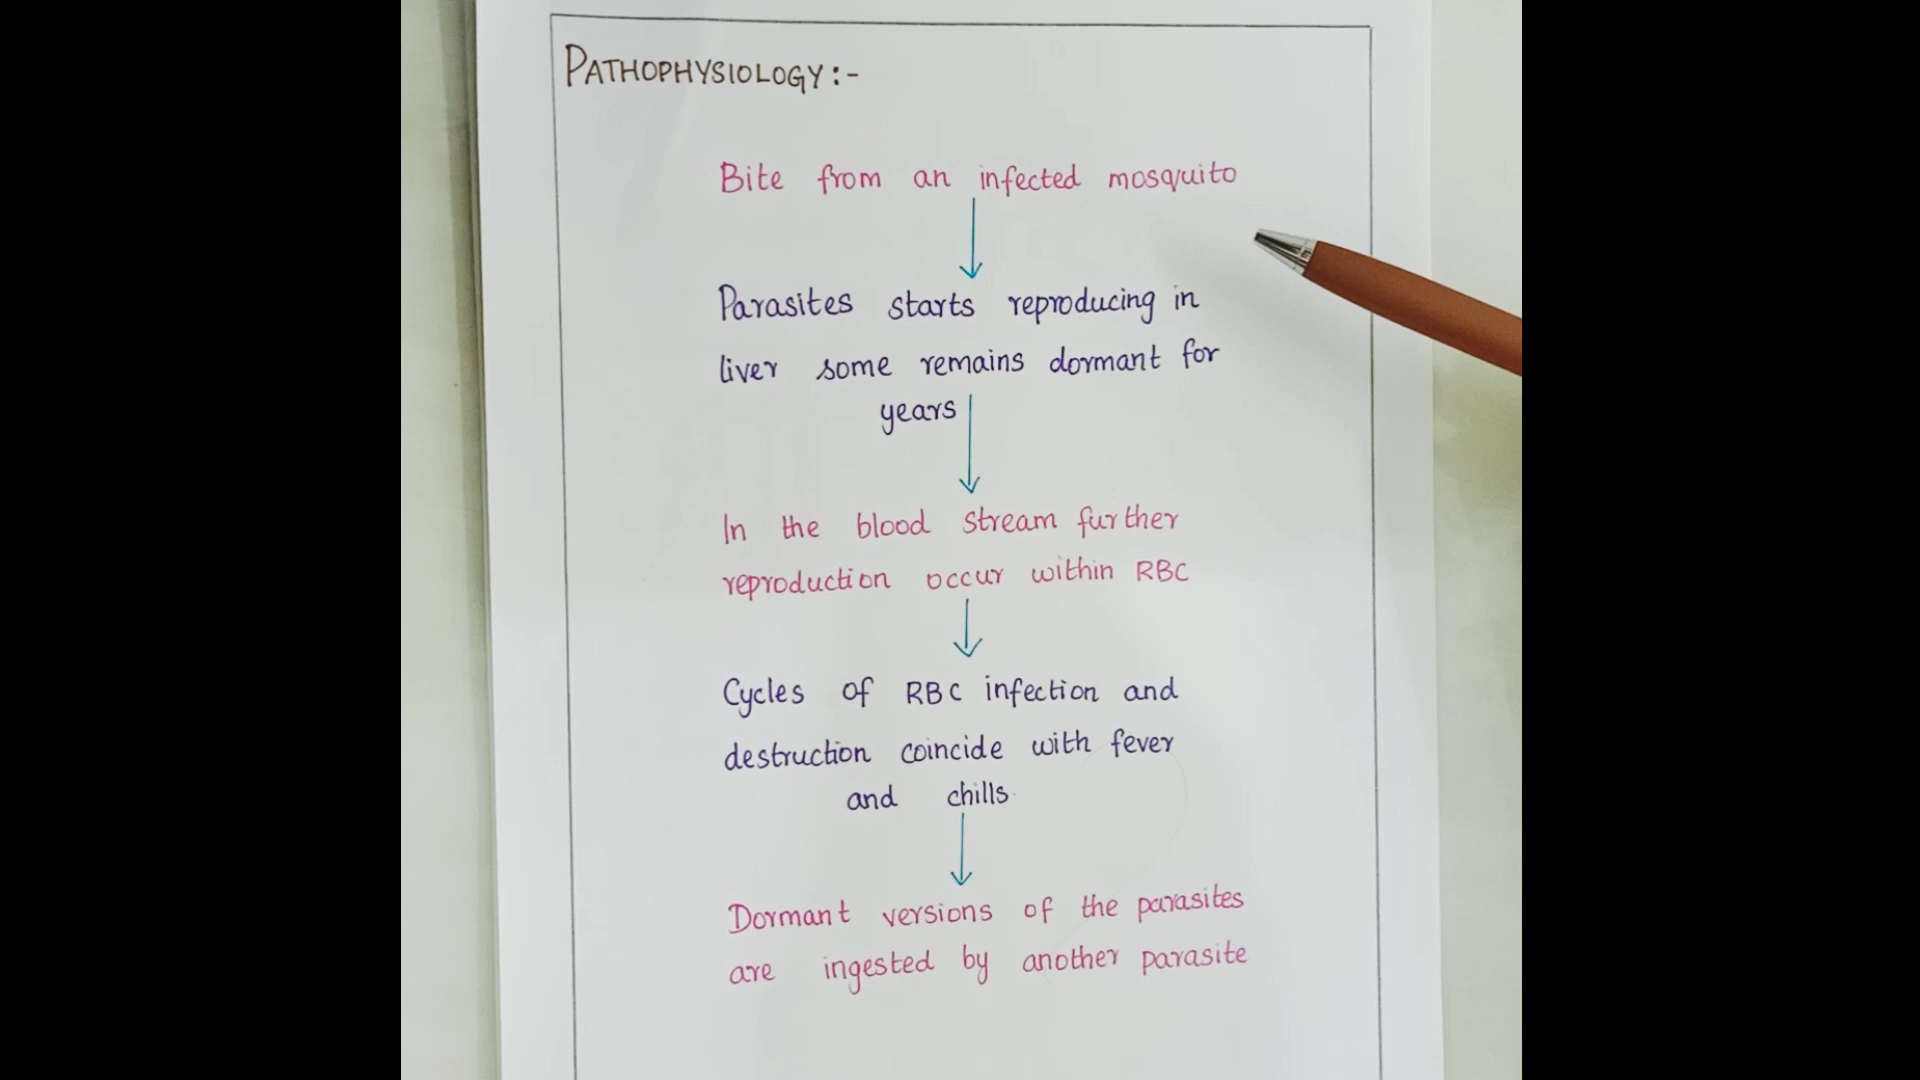 PATHOPHYSIOLOGY:-
Bite from an infected mosquito
Parasites starts reproducing in
liver some remains dormant for
years
In the blood stream further
reproduction occur within RBC
Cycles of RBC infection and
destruction coincide with fever
and chills
Dormant versions of the parasites
are ingested by another parasite